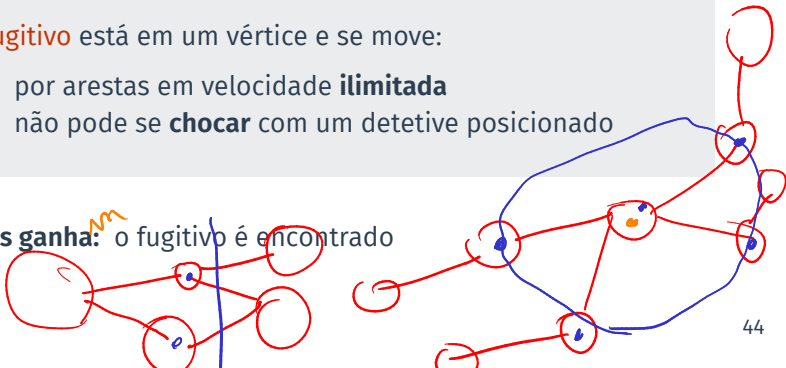 ugitivo está em um vértice e se move:
por arestas em velocidade ilimitada
não pode se chocar com um detetive posicionado
s ganha: o fugitivo é encontrado
44